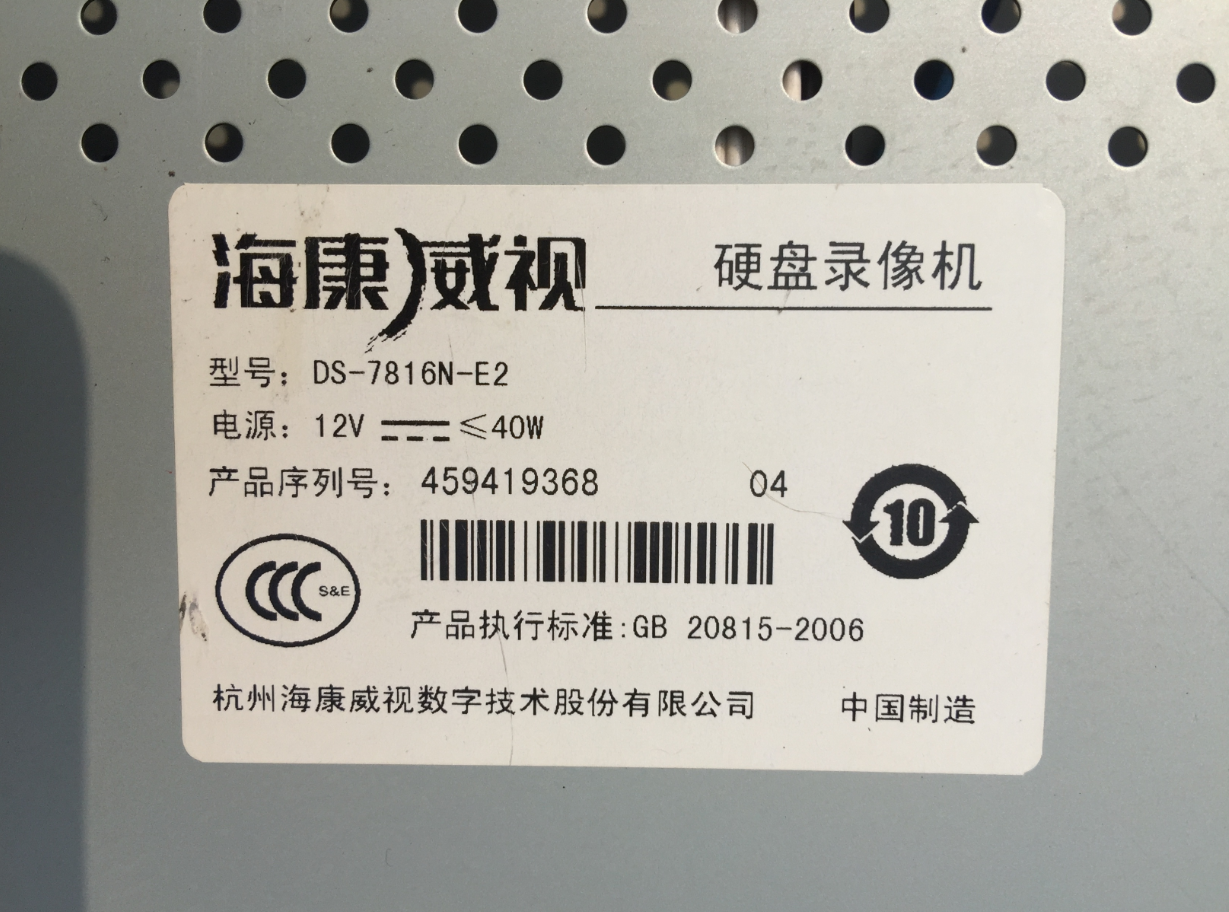 海康威视 硬盘录像机
型号：DS-7816N-E2
电源：12V ⎓ ≤40W
产品序列号：459419368 04
10
CCC S&E
产品执行标准:GB 20815-2006
杭州海康威视数字技术股份有限公司 中国制造